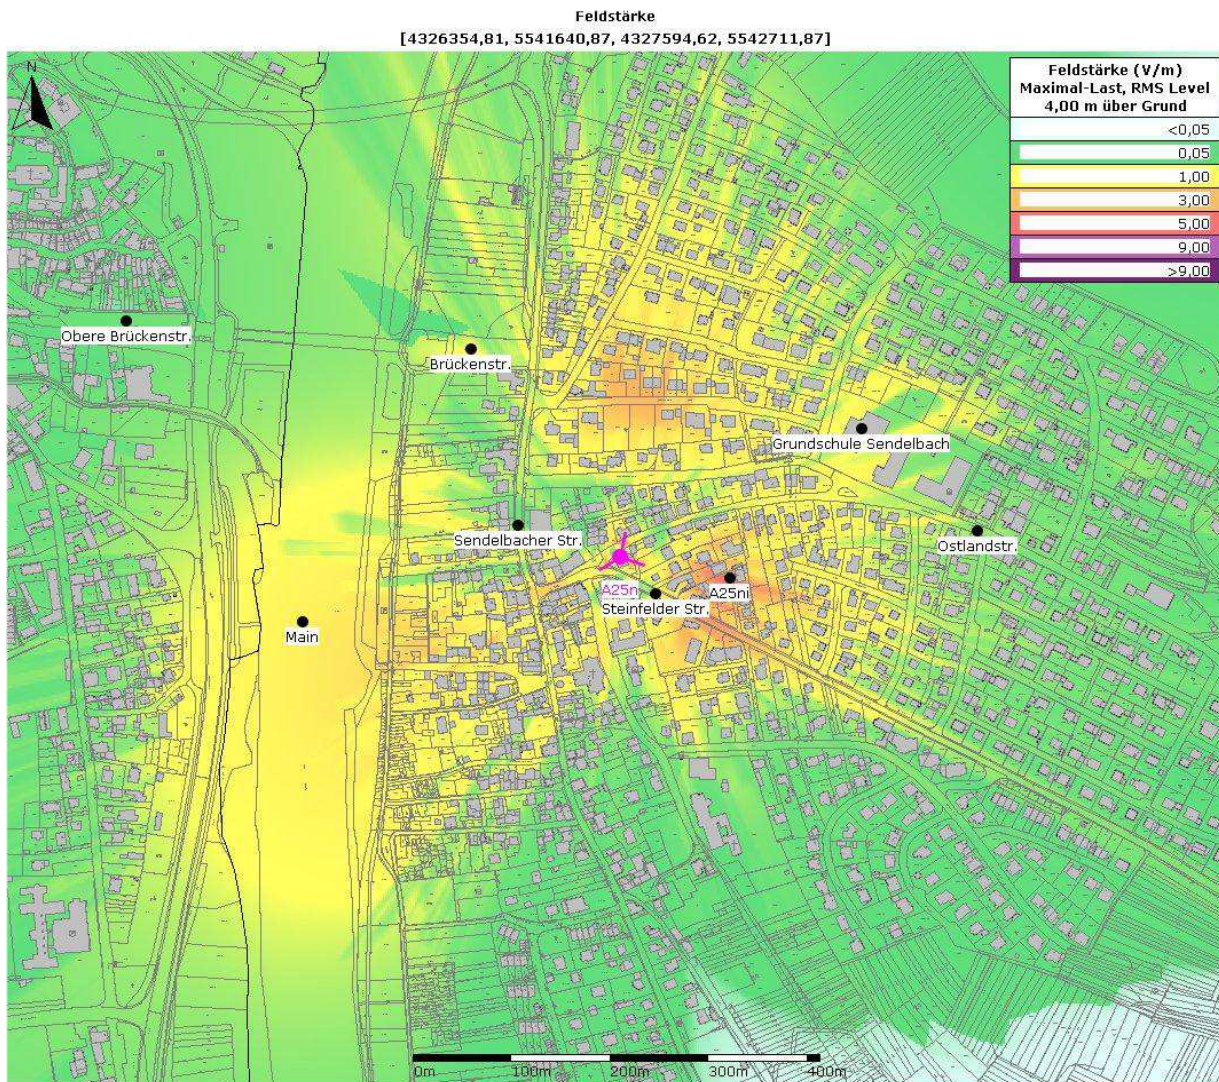 Feldstärke
[4326354,81, 5541640,87, 4327594,62, 5542711,87]
N
Feldstärke (V/m)
Maximal-Last, RMS Level
4,00 m über Grund
<0,05
0,05
1,00
3,00
5,00
9,00
>9,00
Obere Brückenstr.
Brückenstr.
Grundschule Sendelbach
Sendelbacher Str.
Ostlandstr.
A25n
A25ni
Steinfelder Str.
Main
0m 100m 200m 300m 400m